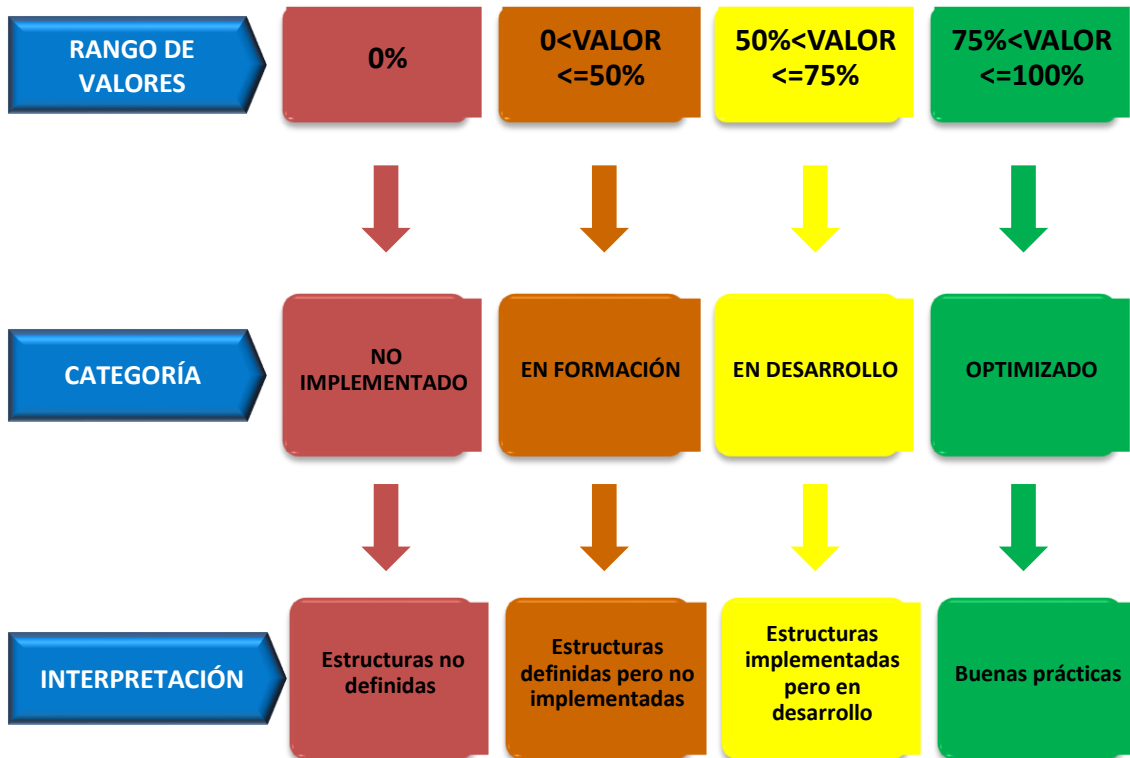 RANGO DE
VALORES
0%
0<VALOR
<=50%
50%<VALOR
<=75%
75%<VALOR
<=100%
CATEGORÍA
NO
IMPLEMENTADO
EN FORMACIÓN
EN DESARROLLO
OPTIMIZADO
INTERPRETACIÓN
Estructuras no
definidas
Estructuras
definidas pero no
implementadas
Estructuras
implementadas
pero en
desarrollo
Buenas prácticas